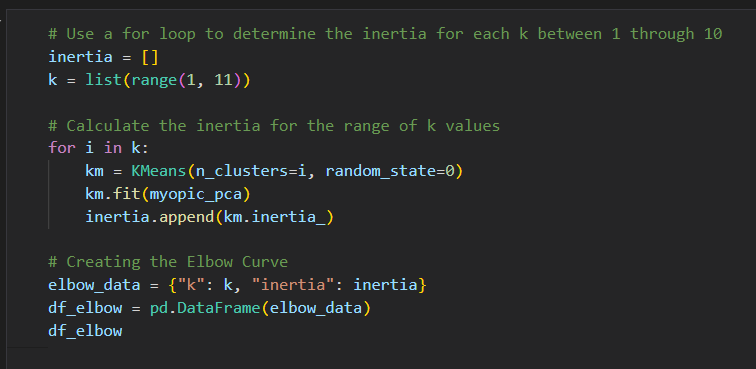 # Use a for loop to determine the inertia for each k between 1 through 10
inertia = []
k = list(range(1, 11))
# Calculate the inertia for the range of k values
for i in k:
    km = KMeans(n_clusters=i, random_state=0)
    km.fit(myopic_pca)
    inertia.append(km.inertia_)
# Creating the Elbow Curve
elbow_data = {"k": k, "inertia": inertia}
df_elbow = pd.DataFrame(elbow_data)
df_elbow